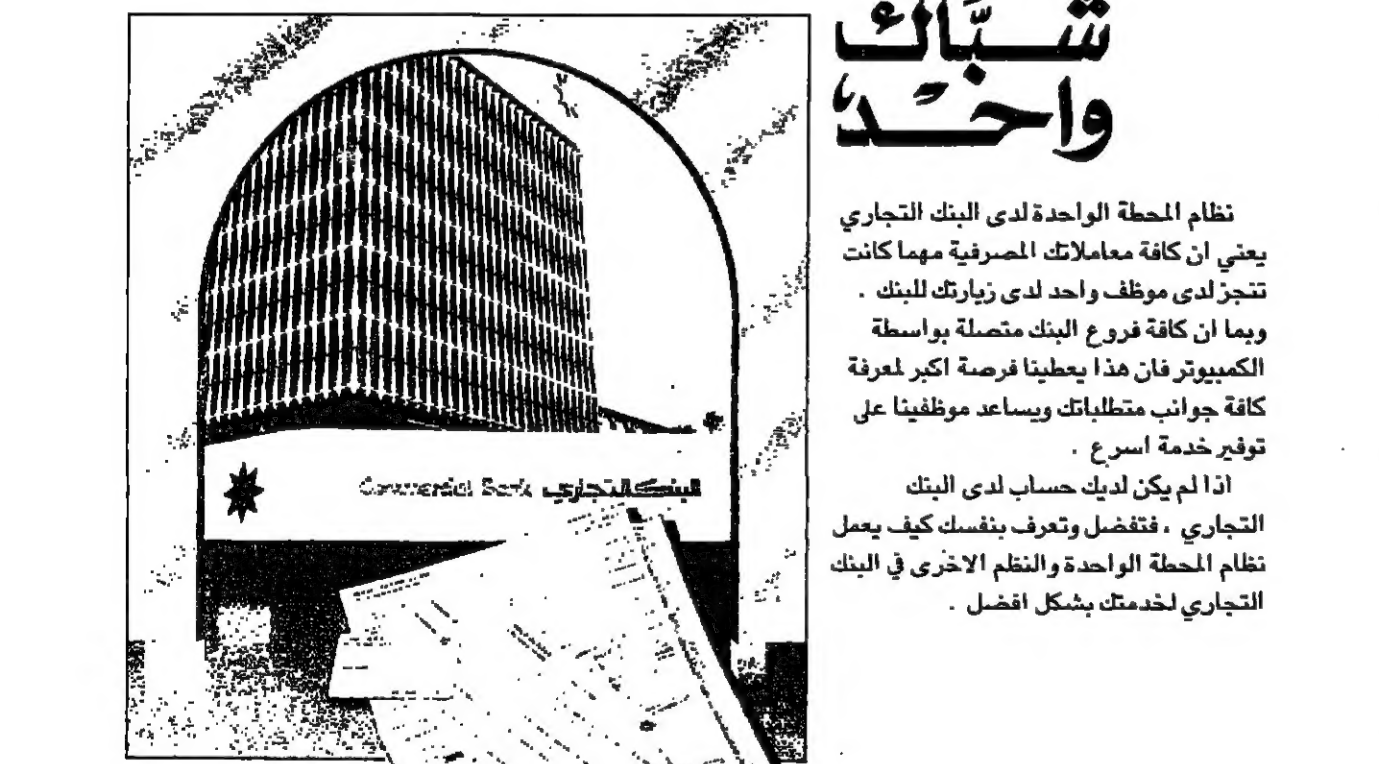 شبَّاك
واحد
نظام المحطة الواحدة لدى البنك التجاري
يعني ان كافة معاملاتك المصرفية مهما كانت
تنجز لدى موظف واحد لدى زيارتك للبنك .
وبما ان كافة فروع البنك متصلة بواسطة
الكمبيوتر فان هذا يعطينا فرصة اكبر لمعرفة
كافة جوانب متطلباتك ويساعد موظفينا على
توفير خدمة اسرع .
اذا لم يكن لديك حساب لدى البنك
التجاري ، فتفضل وتعرف بنفسك كيف يعمل
نظام المحطة الواحدة والنظم الاخرى في البنك
التجاري لخدمتك بشكل افضل .
Commercial Bank البنك التجاري